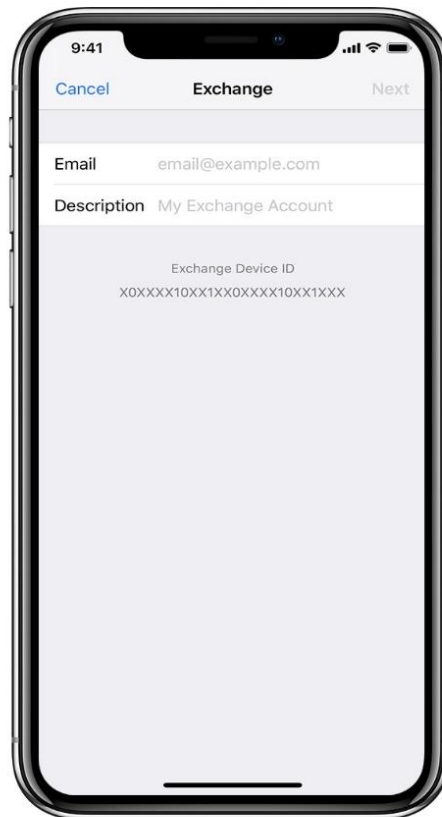 9:41
Cancel Exchange Next
Email email@example.com
Description My Exchange Account
Exchange Device ID
X0XXXX10XX1XX0XXXX10XX1XXX